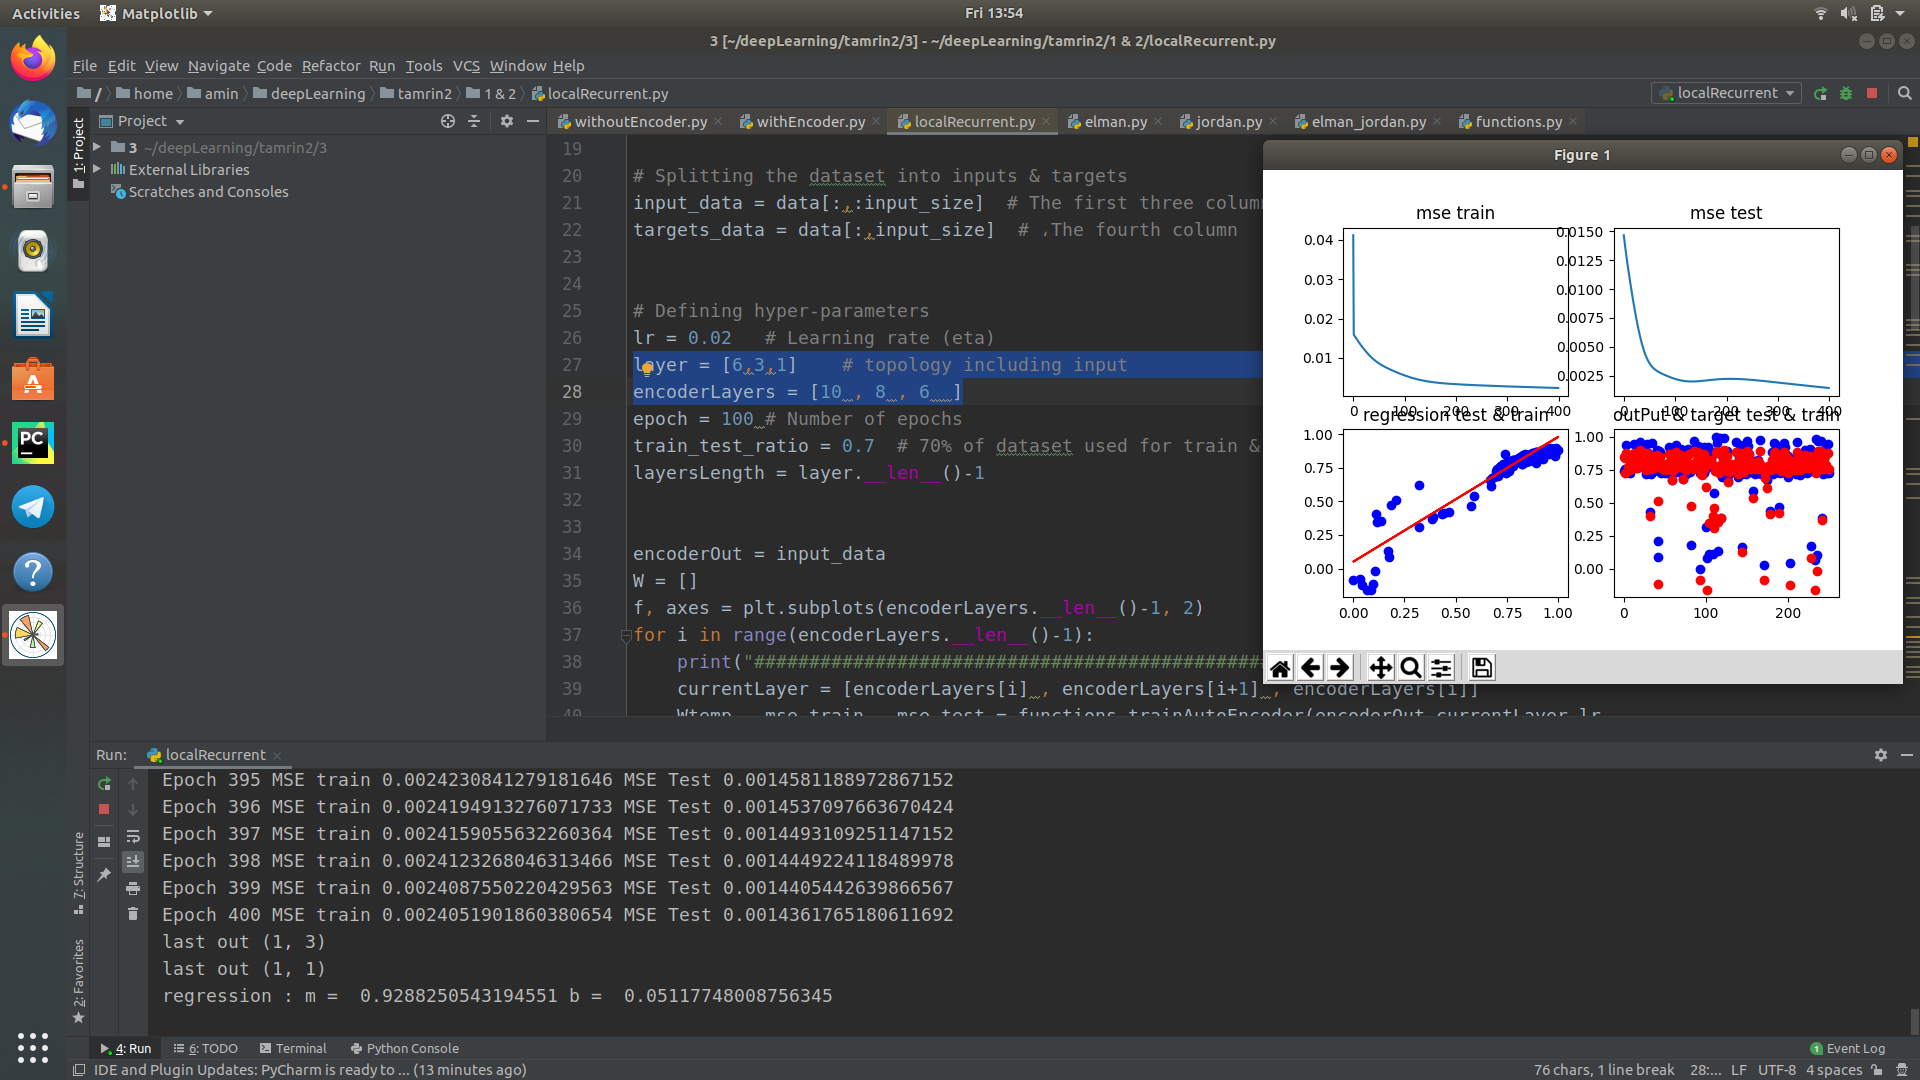 Activities
Matplotlib
Fri 13:54
3 [~/deepLearning/tamrin2/3] - ~/deepLearning/tamrin2/1 & 2/localRecurrent.py
File Edit View Navigate Code Refactor Run Tools VCS Window Help
/ home amin deepLearning tamrin2 1 & 2 localRecurrent.py
localRecurrent
Project
withoutEncoder.py withEncoder.py localRecurrent.py elman.py jordan.py elman_jordan.py functions.py
1: Project
3 ~/deepLearning/tamrin2/3
External Libraries
Scratches and Consoles
19
20 # Splitting the dataset into inputs & targets
21 input_data = data[:,:input_size] # The first three colum
22 targets_data = data[:,input_size] # .The fourth column
23
24
25 # Defining hyper-parameters
26 lr = 0.02 # Learning rate (eta)
27 layer = [6,3,1] # topology including input
28 encoderLayers = [10 , 8 , 6 ]
29 epoch = 100 # Number of epochs
30 train_test_ratio = 0.7 # 70% of dataset used for train &
31 layersLength = layer.__len__()-1
32
33
34 encoderOut = input_data
35 W = []
36 f, axes = plt.subplots(encoderLayers.__len__()-1, 2)
37 for i in range(encoderLayers.__len__()-1):
38 print("##############################################
39 currentLayer = [encoderLayers[i] , encoderLayers[i+1] , encoderLayers[i]]
40 Wtemp , mse_train , mse_test = functions.trainAutoEncoder(encoderOut,currentLayer,lr
Figure 1
mse train
0.04
0.03
0.02
0.01
0 100 200 300 400
mse test
0.0150
0.0125
0.0100
0.0075
0.0050
0.0025
0 100 200 300 400
regression test & train
1.00
0.75
0.50
0.25
0.00
0.00 0.25 0.50 0.75 1.00
outPut & target test & train
1.00
0.75
0.50
0.25
0.00
0 100 200
Run: localRecurrent
Epoch 395 MSE train 0.0024230841279181646 MSE Test 0.0014581188972867152
Epoch 396 MSE train 0.0024194913276071733 MSE Test 0.0014537097663670424
Epoch 397 MSE train 0.0024159055632260364 MSE Test 0.0014493109251147152
Epoch 398 MSE train 0.0024123268046313466 MSE Test 0.0014449224118489978
Epoch 399 MSE train 0.0024087550220429563 MSE Test 0.0014405442639866567
Epoch 400 MSE train 0.0024051901860380654 MSE Test 0.0014361765180611692
last out (1, 3)
last out (1, 1)
regression : m = 0.9288250543194551 b = 0.05117748008756345
7: Structure
2: Favorites
4: Run 6: TODO Terminal Python Console
1 Event Log
IDE and Plugin Updates: PyCharm is ready to ... (13 minutes ago)
76 chars, 1 line break 28:... LF UTF-8 4 spaces